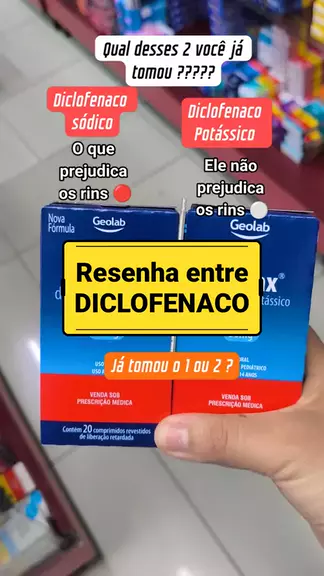 Qual desses 2 você já
tomou ?????
Diclofenaco
sódico
O que
prejudica
os rins 🔴
Diclofenaco
Potássico
Ele não
prejudica
os rins ⚪
Nova
Fórmula
Geolab
Geolab
Resenha entre
DICLOFENACO
Já tomou o 1 ou 2 ?
VENDA SOB
PRESCRIÇÃO MÉDICA
Contém 20 comprimidos revestidos
de liberação retardada
VENDA SOB
PRESCRIÇÃO MÉDICA